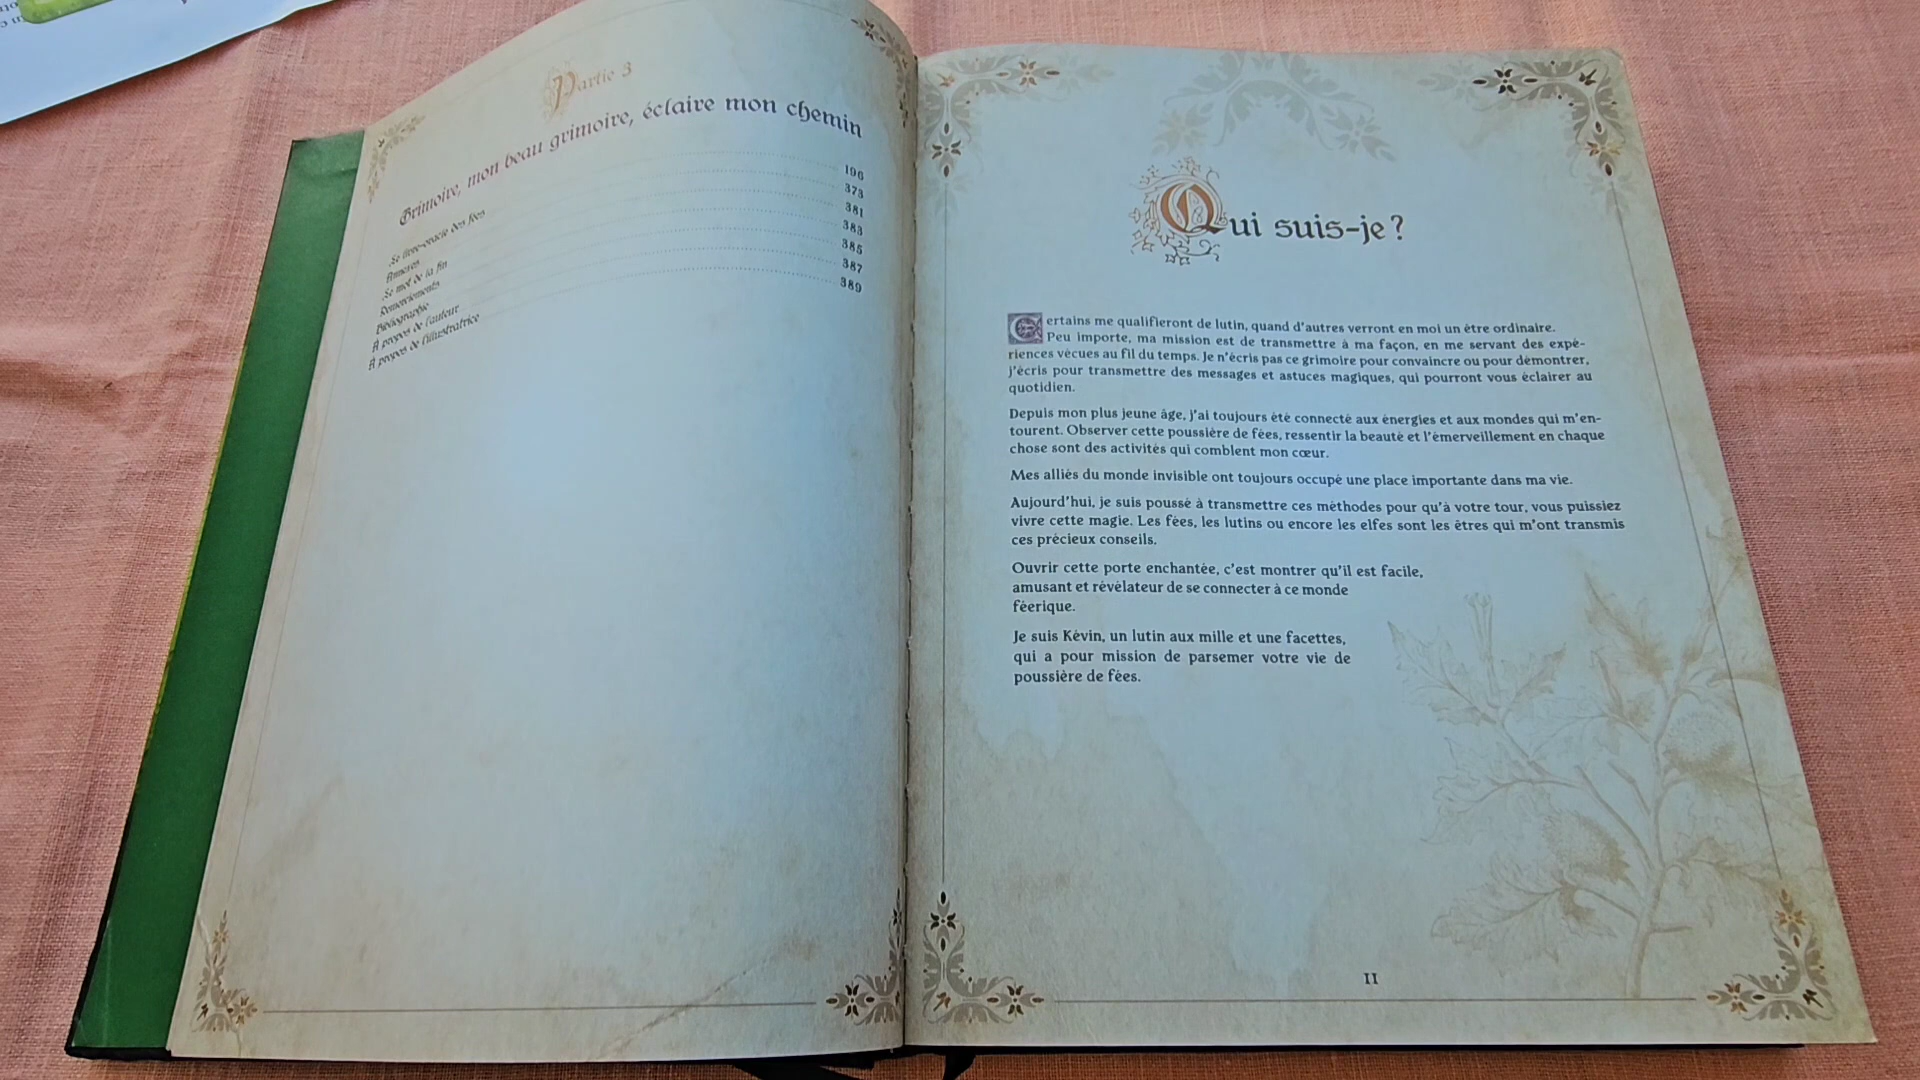 Partie 3
Grimoire, mon beau grimoire, éclaire mon chemin
Le livre-oracle des fées 196
Annexes 373
Le mot de la fin 381
Remerciements 383
Bibliographie 385
À propos de l'auteur 387
À propos de l'illustratrice 389
Qui suis-je ?
Certains me qualifieront de lutin, quand d'autres verront en moi un être ordinaire.
Peu importe, ma mission est de transmettre à ma façon, en me servant des expé-
riences vécues au fil du temps. Je n'écris pas ce grimoire pour convaincre ou pour démontrer,
j'écris pour transmettre des messages et astuces magiques, qui pourront vous éclairer au
quotidien.
Depuis mon plus jeune âge, j'ai toujours été connecté aux énergies et aux mondes qui m'en-
tourent. Observer cette poussière de fées, ressentir la beauté et l'émerveillement en chaque
chose sont des activités qui comblent mon cœur.
Mes alliés du monde invisible ont toujours occupé une place importante dans ma vie.
Aujourd'hui, je suis poussé à transmettre ces méthodes pour qu'à votre tour, vous puissiez
vivre cette magie. Les fées, les lutins ou encore les elfes sont les êtres qui m'ont transmis
ces précieux conseils.
Ouvrir cette porte enchantée, c'est montrer qu'il est facile,
amusant et révélateur de se connecter à ce monde
féerique.
Je suis Kévin, un lutin aux mille et une facettes,
qui a pour mission de parsemer votre vie de
poussière de fées.
11